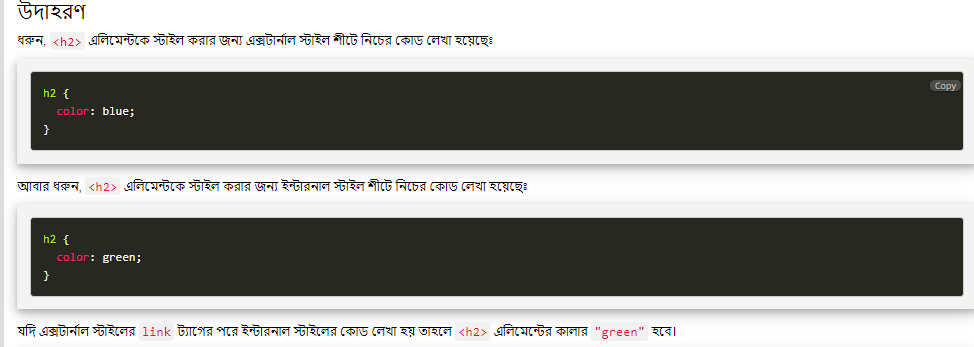 উদাহরণ
ধরুন, <h2> এলিমেন্টকে স্টাইল করার জন্য এক্সটার্নাল স্টাইল শীটে নিচের কোড লেখা হয়েছেঃ
Copy
h2 {
  color: blue;
}
আবার ধরুন, <h2> এলিমেন্টকে স্টাইল করার জন্য ইন্টারনাল স্টাইল শীটে নিচের কোড লেখা হয়েছেঃ
h2 {
  color: green;
}
যদি এক্সটার্নাল স্টাইলের link ট্যাগের পরে ইন্টারনাল স্টাইলের কোড লেখা হয় তাহলে <h2> এলিমেন্টের কালার "green" হবে।